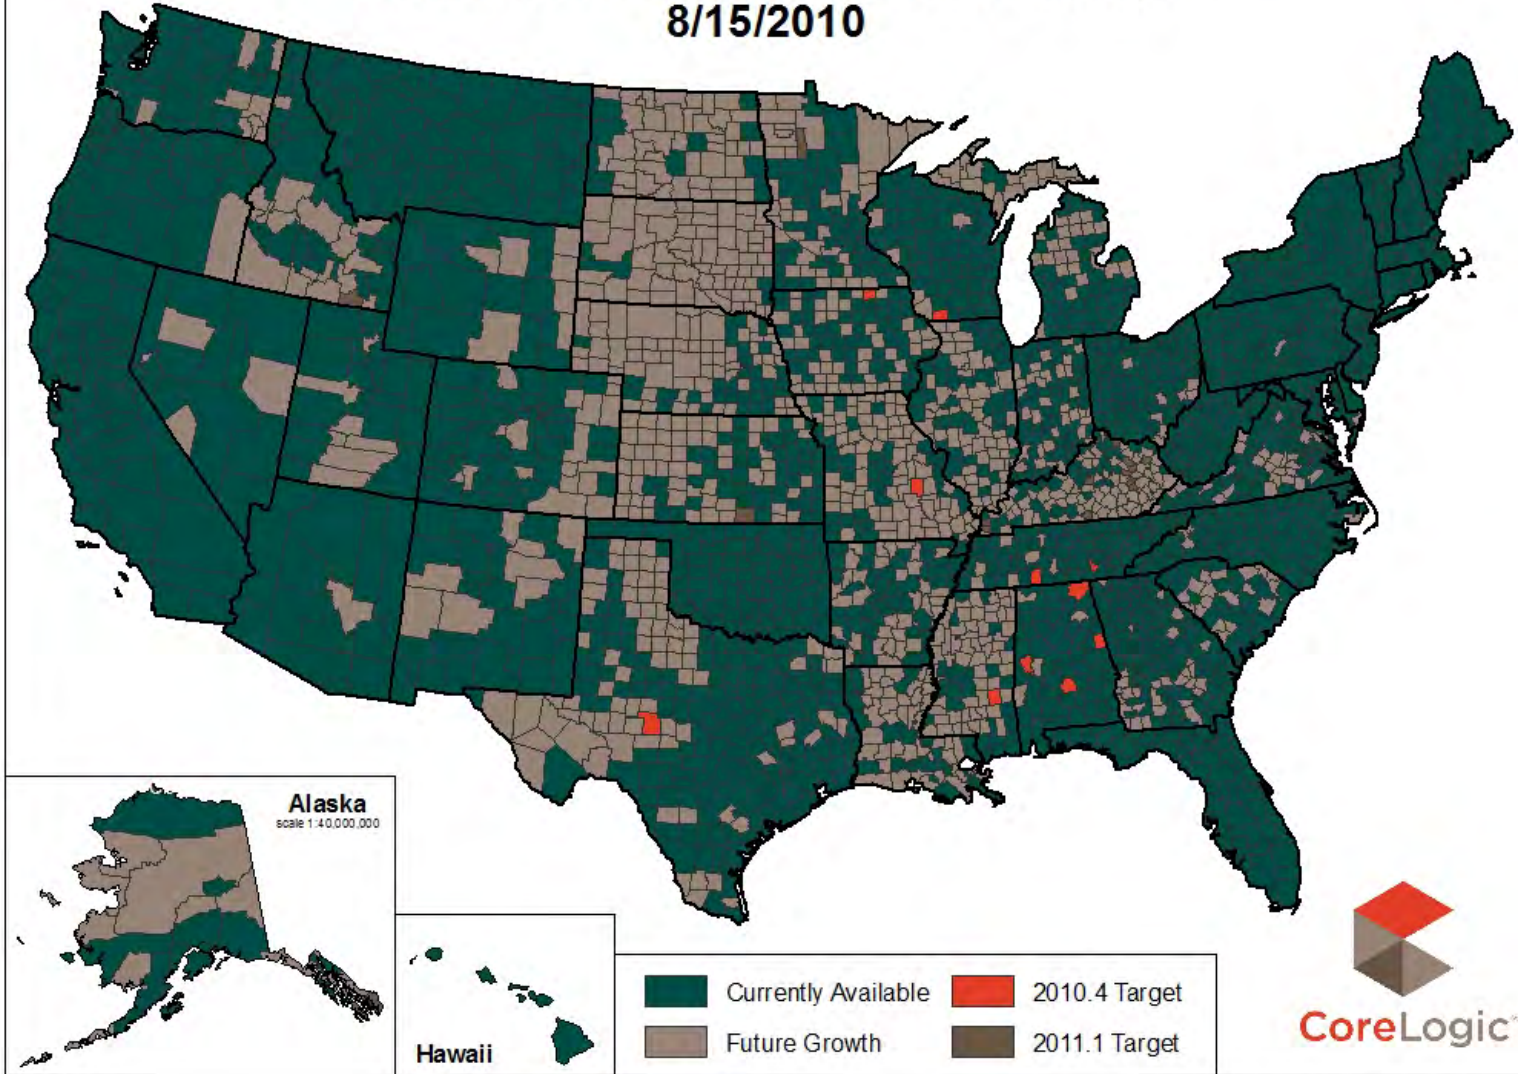 8/15/2010
Alaska
scale 1:40,000,000
Hawaii
Currently Available
2010.4 Target
Future Growth
2011.1 Target
CoreLogic